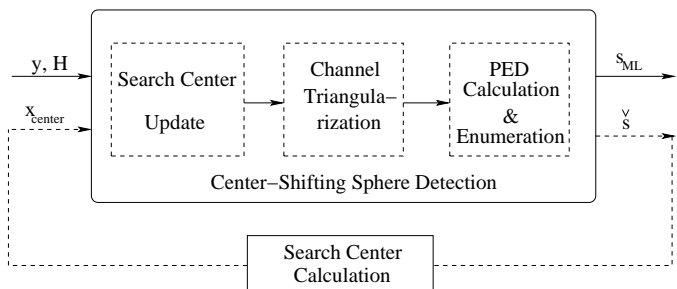 y, H
x_center
Search Center
Update
Channel
Triangula–
rization
PED
Calculation
&
Enumeration
s_ML
š
Center–Shifting Sphere Detection
Search Center
Calculation